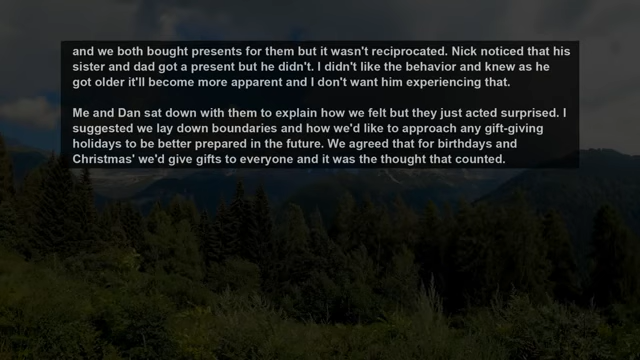 and we both bought presents for them but it wasn't reciprocated. Nick noticed that his
sister and dad got a present but he didn't. I didn't like the behavior and knew as he
got older it'll become more apparent and I don't want him experiencing that.
Me and Dan sat down with them to explain how we felt but they just acted surprised. I
suggested we lay down boundaries and how we'd like to approach any gift-giving
holidays to be better prepared in the future. We agreed that for birthdays and
Christmas' we'd give gifts to everyone and it was the thought that counted.